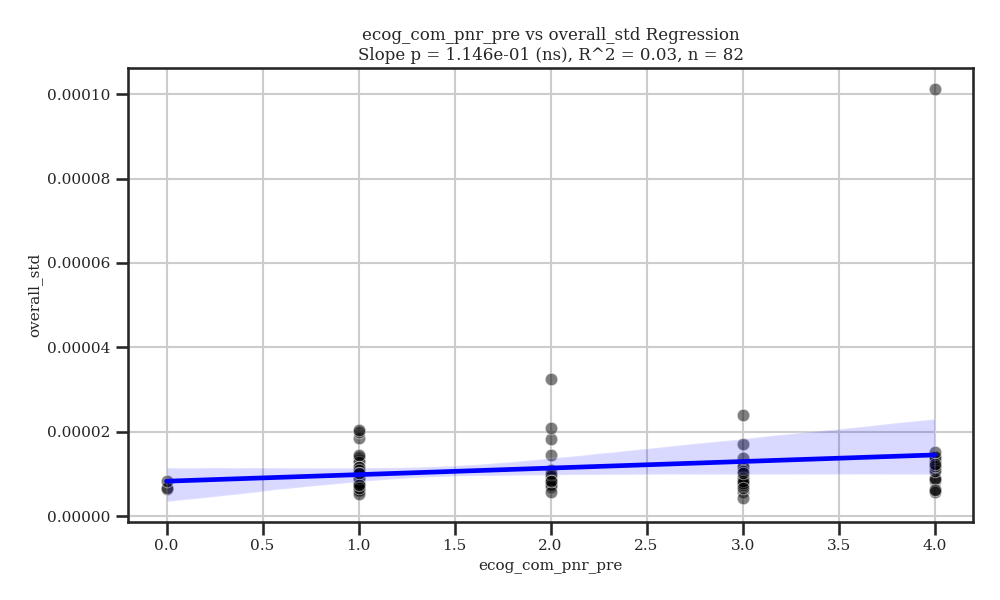 ecog_com_pnr_pre vs overall_std Regression
Slope p = 1.146e-01 (ns), R^2 = 0.03, n = 82
0.00010
0.00008
0.00006
0.00004
0.00002
0.00000
overall_std
0.0 0.5 1.0 1.5 2.0 2.5 3.0 3.5 4.0
ecog_com_pnr_pre